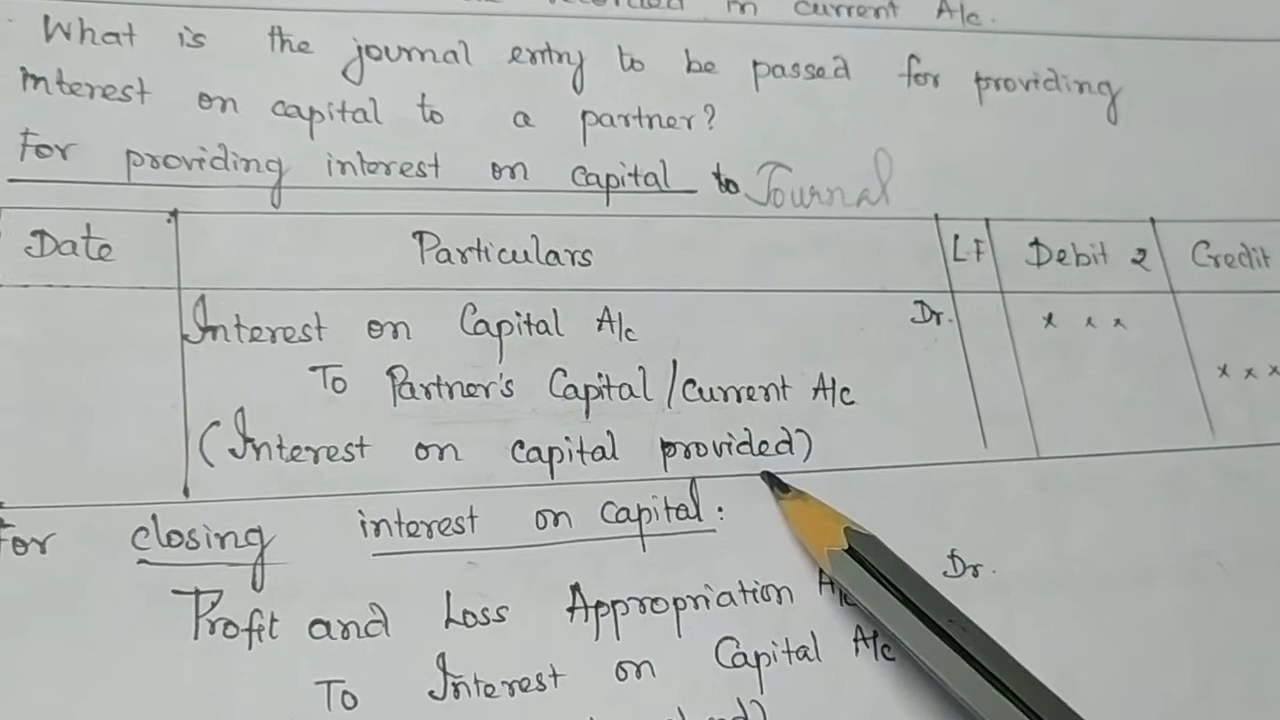 in current A/c.
What is the journal entry to be passed for providing
interest on capital to a partner?
For providing interest on capital to Journal
Date Particulars LF Debit ₹ Credit
Interest on Capital A/c Dr. x x x
To Partner's Capital/Current A/c x x x
(Interest on capital provided)
For closing interest on capital:
Profit and Loss Appropriation A/c Dr.
To Interest on Capital A/c